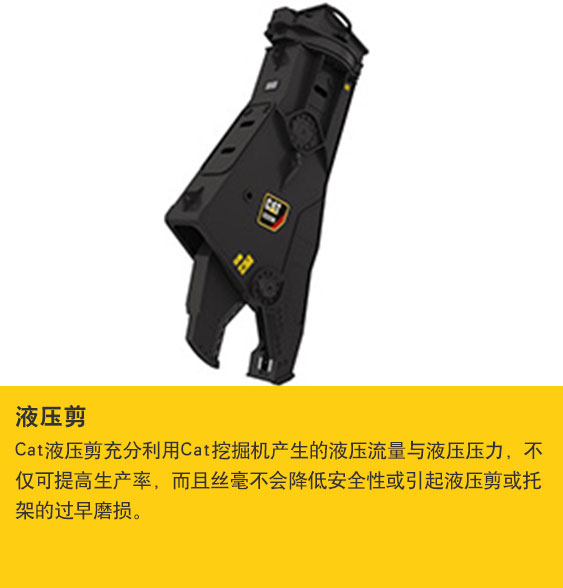 CAT
液压剪
Cat液压剪充分利用Cat挖掘机产生的液压流量与液压压力，不
仅可提高生产率，而且丝毫不会降低安全性或引起液压剪或托
架的过早磨损。